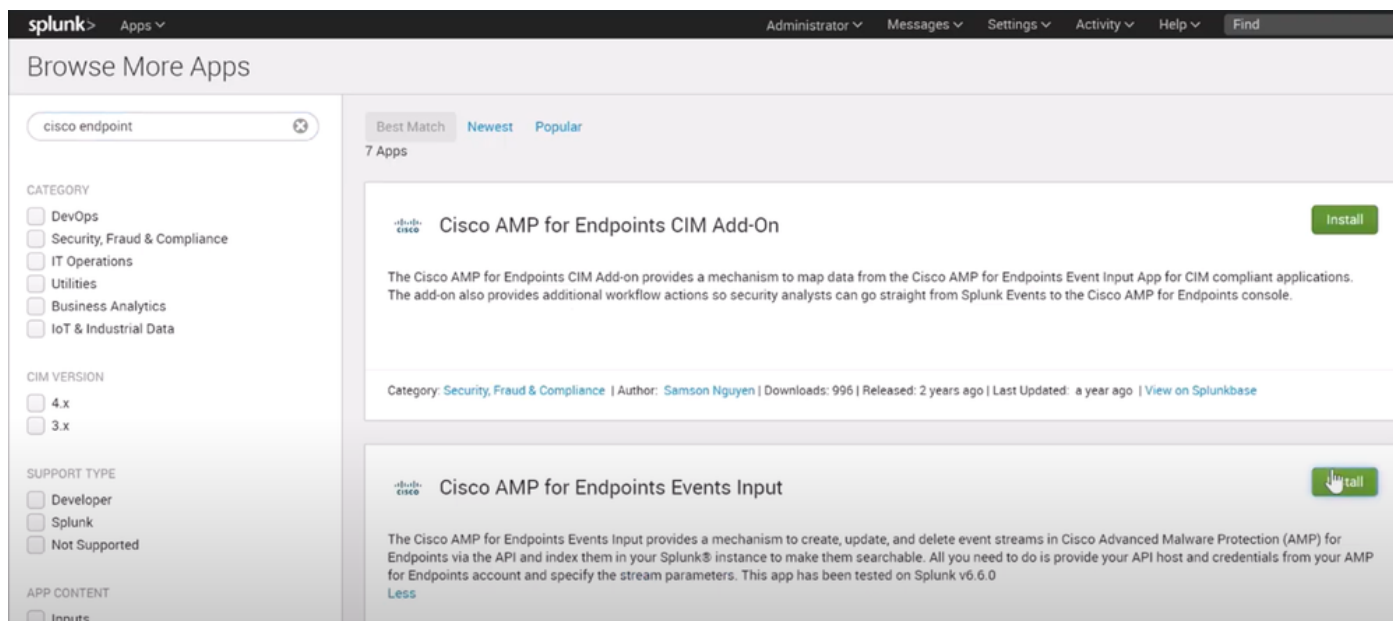 splunk> Apps Administrator Messages Settings Activity Help Find
Browse More Apps
cisco endpoint
CATEGORY
DevOps
Security, Fraud & Compliance
IT Operations
Utilities
Business Analytics
IoT & Industrial Data
CIM VERSION
4.x
3.x
SUPPORT TYPE
Developer
Splunk
Not Supported
APP CONTENT
Inputs
Best Match Newest Popular
7 Apps
cisco Cisco AMP for Endpoints CIM Add-On Install
The Cisco AMP for Endpoints CIM Add-on provides a mechanism to map data from the Cisco AMP for Endpoints Event Input App for CIM compliant applications.
The add-on also provides additional workflow actions so security analysts can go straight from Splunk Events to the Cisco AMP for Endpoints console.
Category: Security, Fraud & Compliance | Author: Samson Nguyen | Downloads: 996 | Released: 2 years ago | Last Updated: a year ago | View on Splunkbase
cisco Cisco AMP for Endpoints Events Input
The Cisco AMP for Endpoints Events Input provides a mechanism to create, update, and delete event streams in Cisco Advanced Malware Protection (AMP) for
Endpoints via the API and index them in your Splunk® instance to make them searchable. All you need to do is provide your API host and credentials from your AMP
for Endpoints account and specify the stream parameters. This app has been tested on Splunk v6.6.0
Less